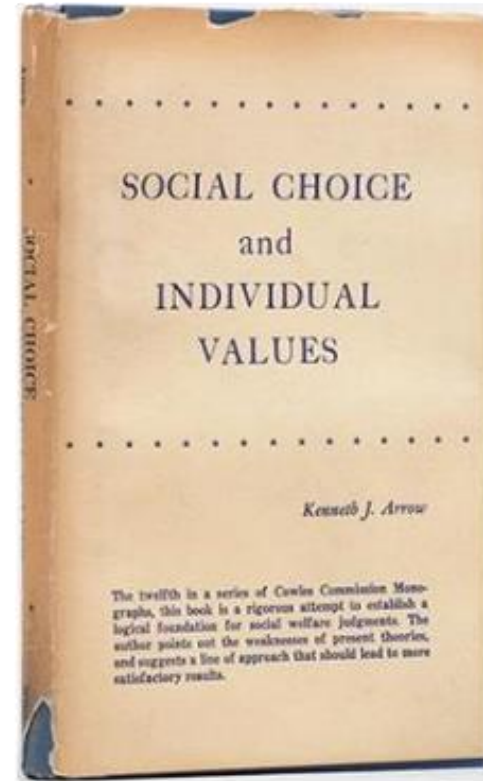 SOCIAL CHOICE
and
INDIVIDUAL
VALUES
Kenneth J. Arrow
The twelfth in a series of Cowles Commission Mono-
graphs, this book is a rigorous attempt to establish a
logical foundation for social welfare judgments. The
author points out the weaknesses of present theories,
and suggests a line of approach that should lead to more
satisfactory results.
SOCIAL CHOICE